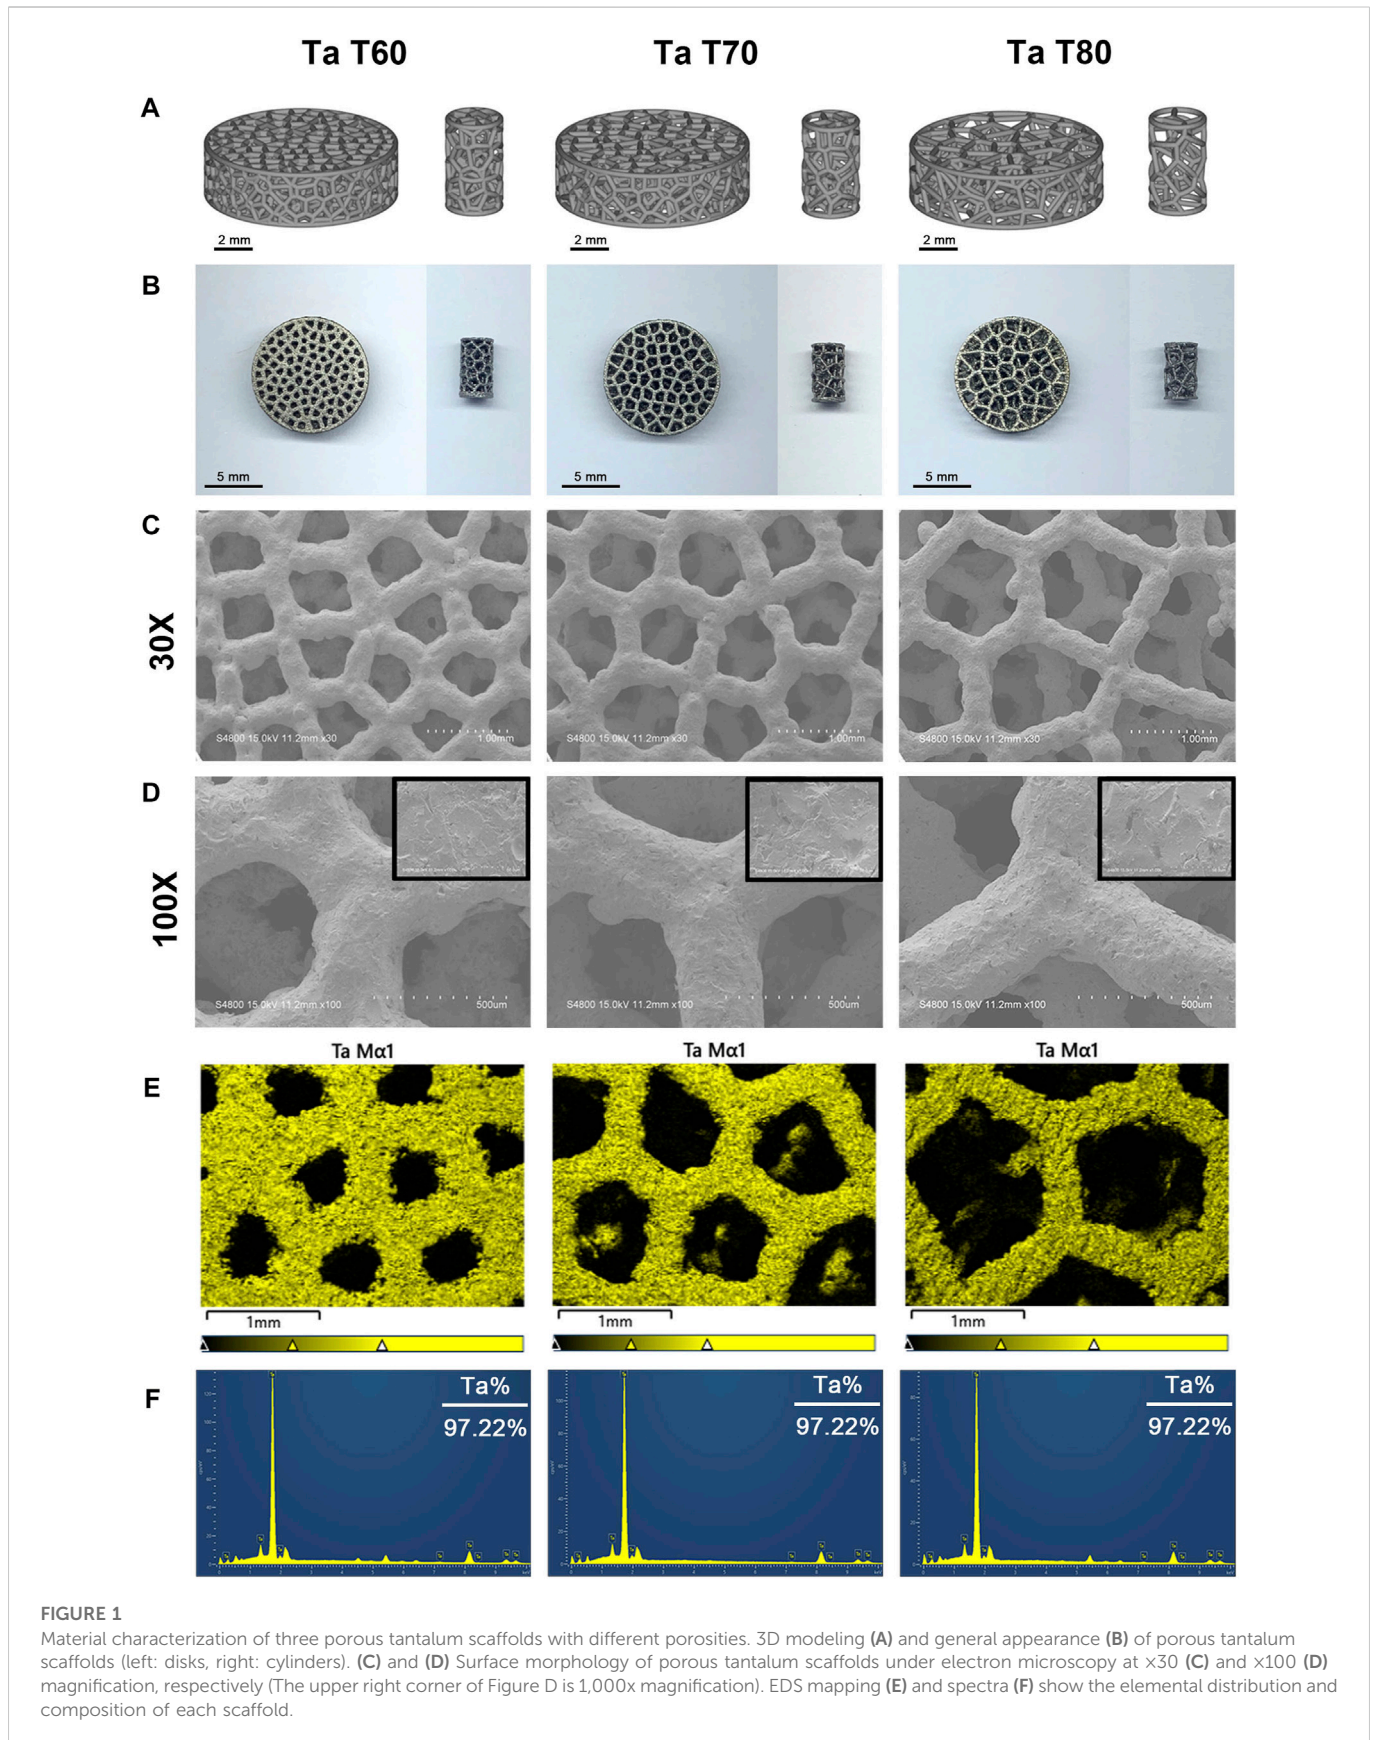 Ta T60 Ta T70 Ta T80
A
2 mm 2 mm 2 mm
B
5 mm 5 mm 5 mm
C
30X
S4800 15.0kV 11.2mm x30 1.00mm S4800 15.0kV 11.2mm x30 1.00mm S4800 15.0kV 11.2mm x30 1.00mm
D
100X
S4800 15.0kV 11.2mm x100 500um S4800 15.0kV 11.2mm x100 500um S4800 15.0kV 11.2mm x100 500um
Ta Mα1 Ta Mα1 Ta Mα1
E
1mm 1mm 1mm
F
Ta% Ta% Ta%
97.22% 97.22% 97.22%
FIGURE 1
Material characterization of three porous tantalum scaffolds with different porosities. 3D modeling (A) and general appearance (B) of porous tantalum
scaffolds (left: disks, right: cylinders). (C) and (D) Surface morphology of porous tantalum scaffolds under electron microscopy at ×30 (C) and ×100 (D)
magnification, respectively (The upper right corner of Figure D is 1,000x magnification). EDS mapping (E) and spectra (F) show the elemental distribution and
composition of each scaffold.